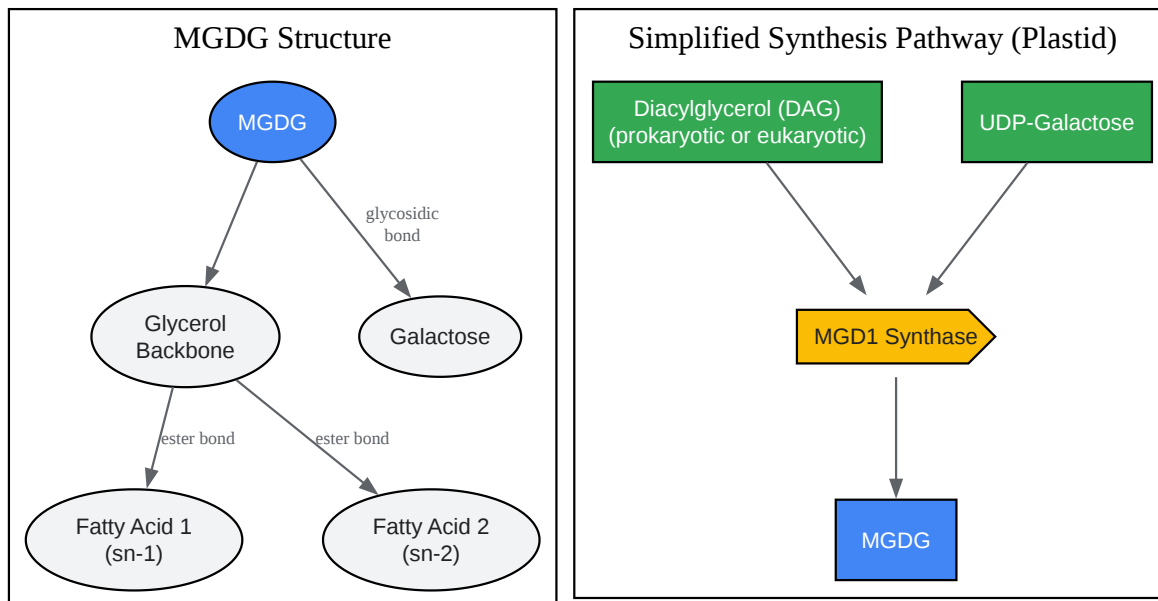 MGDG Structure
MGDG
glycosidic
bond
Glycerol
Backbone
Galactose
ester bond
ester bond
Fatty Acid 1
(sn-1)
Fatty Acid 2
(sn-2)
Simplified Synthesis Pathway (Plastid)
Diacylglycerol (DAG)
(prokaryotic or eukaryotic)
UDP-Galactose
MGD1 Synthase
MGDG